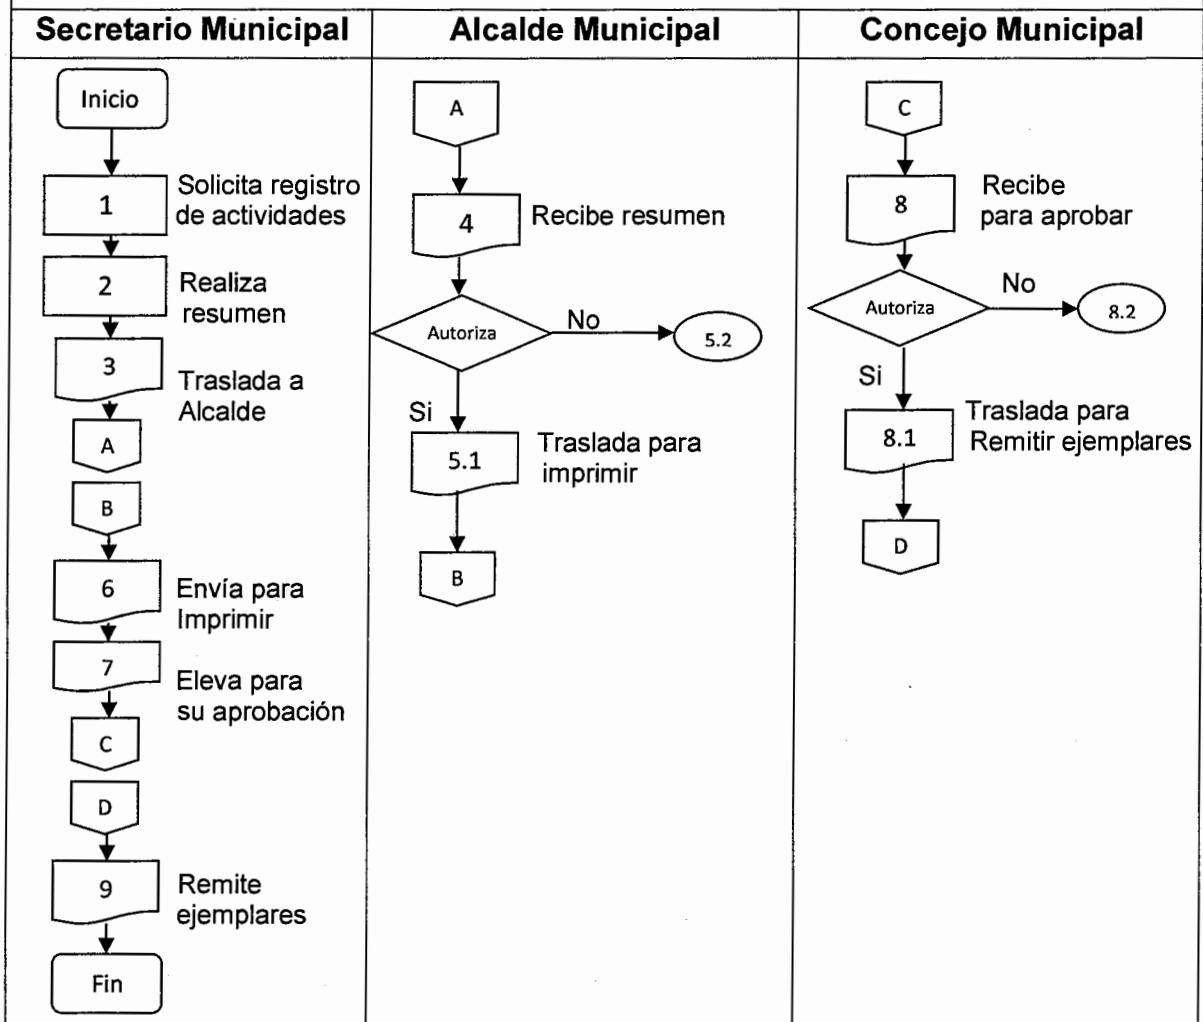 Secretario Municipal
Alcalde Municipal
Concejo Municipal
Inicio
1
Solicita registro
de actividades
2
Realiza
resumen
3
Traslada a
Alcalde
A
B
6
Envía para
Imprimir
7
Eleva para
su aprobación
C
D
9
Remite
ejemplares
Fin
A
4
Recibe resumen
Autoriza
No
5.2
Si
5.1
Traslada para
imprimir
B
C
8
Recibe
para aprobar
Autoriza
No
8.2
Si
8.1
Traslada para
Remitir ejemplares
D